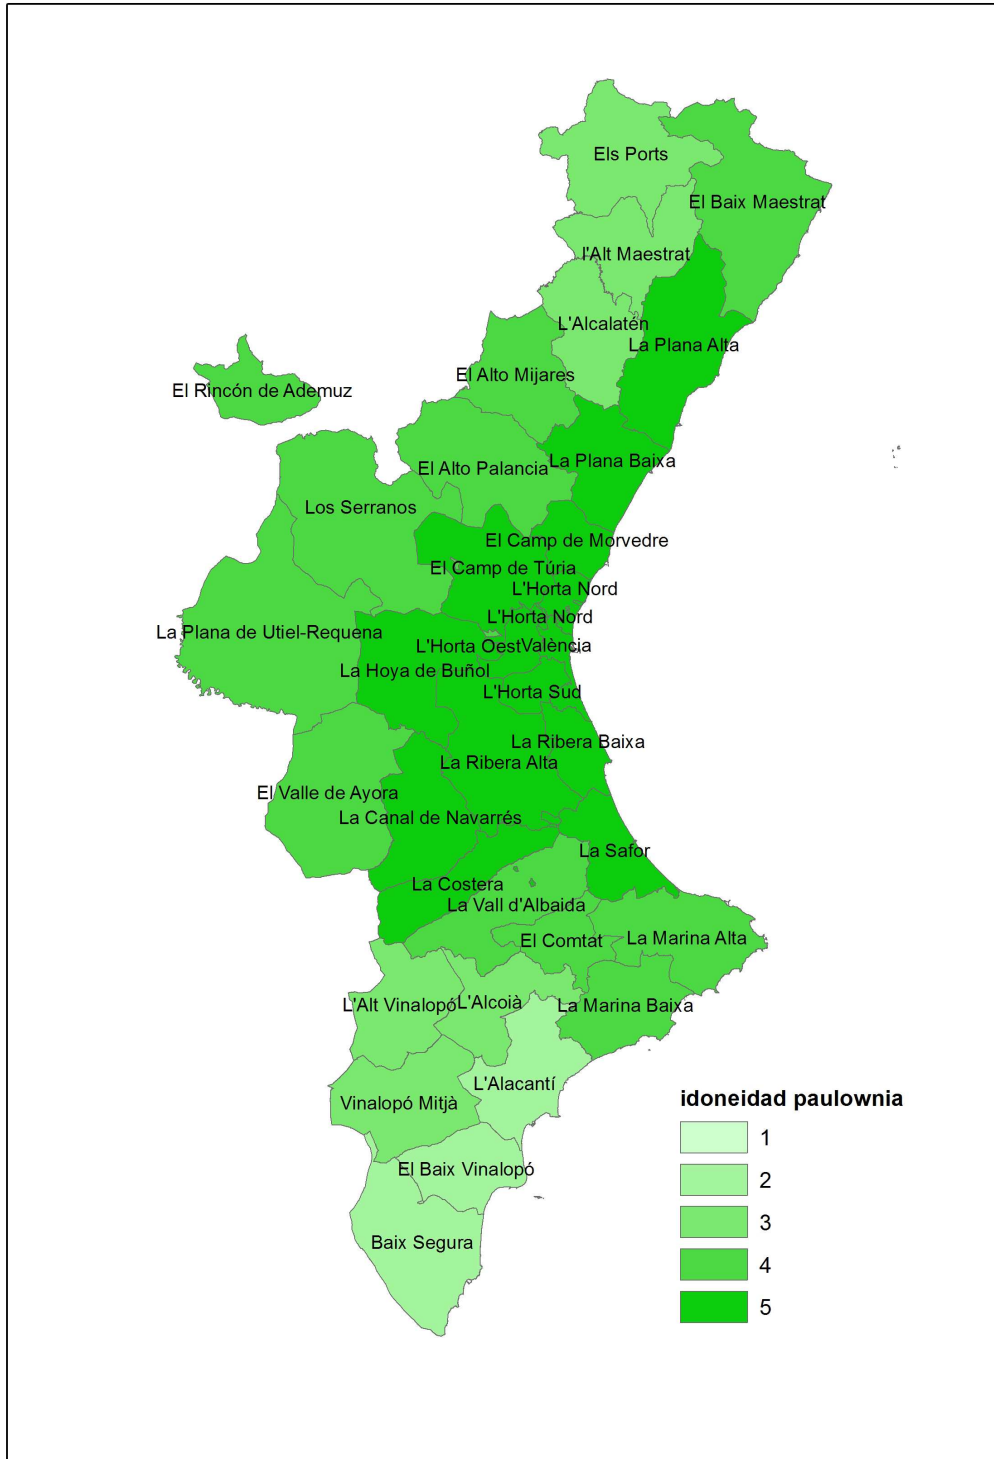 Els Ports
El Baix Maestrat
l'Alt Maestrat
L'Alcalatén
La Plana Alta
El Alto Mijares
El Rincón de Ademuz
La Plana Baixa
El Alto Palancia
Los Serranos
El Camp de Morvedre
El Camp de Túria
L'Horta Nord
L'Horta Nord
La Plana de Utiel-Requena
L'Horta Oest
València
La Hoya de Buñol
L'Horta Sud
La Ribera Baixa
La Ribera Alta
El Valle de Ayora
La Canal de Navarrés
La Safor
La Costera
La Vall d'Albaida
El Comtat
La Marina Alta
L'Alt Vinalopó
L'Alcoià
La Marina Baixa
L'Alacantí
Vinalopó Mitjà
El Baix Vinalopó
Baix Segura
idoneidad paulownia
1
2
3
4
5